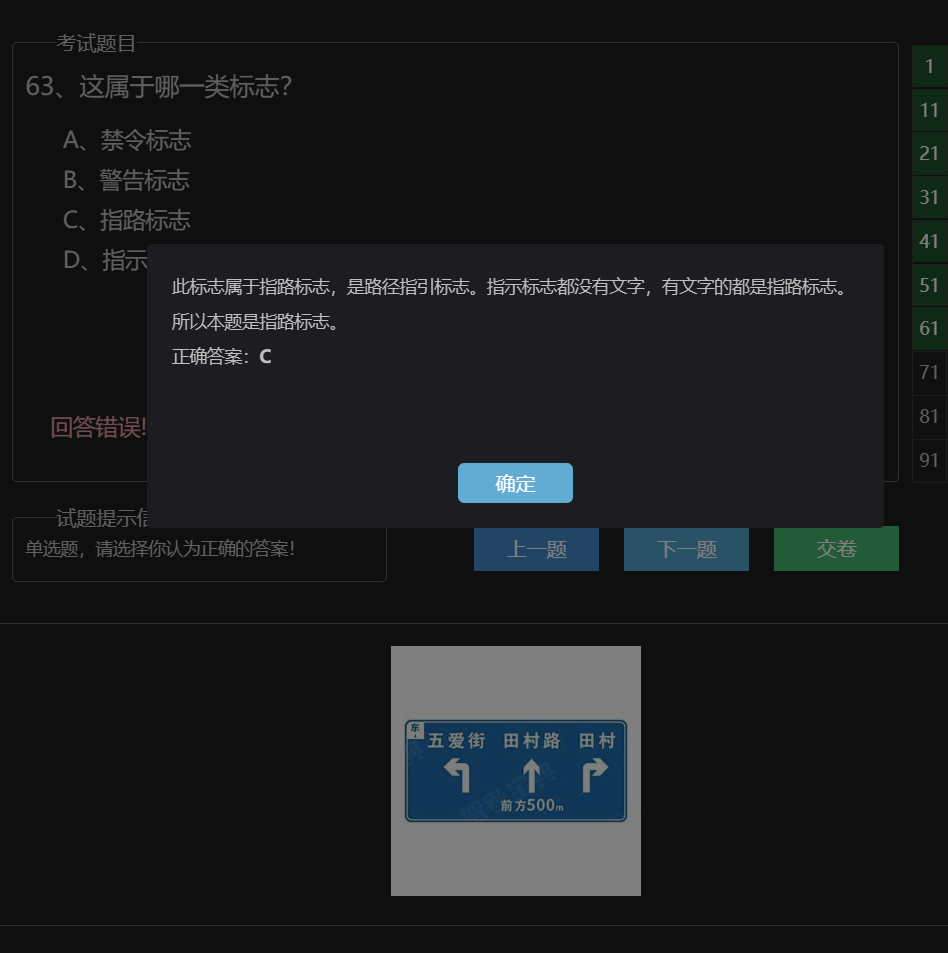 考试题目
63、这属于哪一类标志？
A、禁令标志
B、警告标志
C、指路标志
D、指示
此标志属于指路标志，是路径指引标志。指示标志都没有文字，有文字的都是指路标志。
所以本题是指路标志。
正确答案：C
回答错误!
确定
试题提示信
单选题，请选择你认为正确的答案！
上一题
下一题
交卷
1
11
21
31
41
51
61
71
81
91
东
五爱街 田村路 田村
前方500m